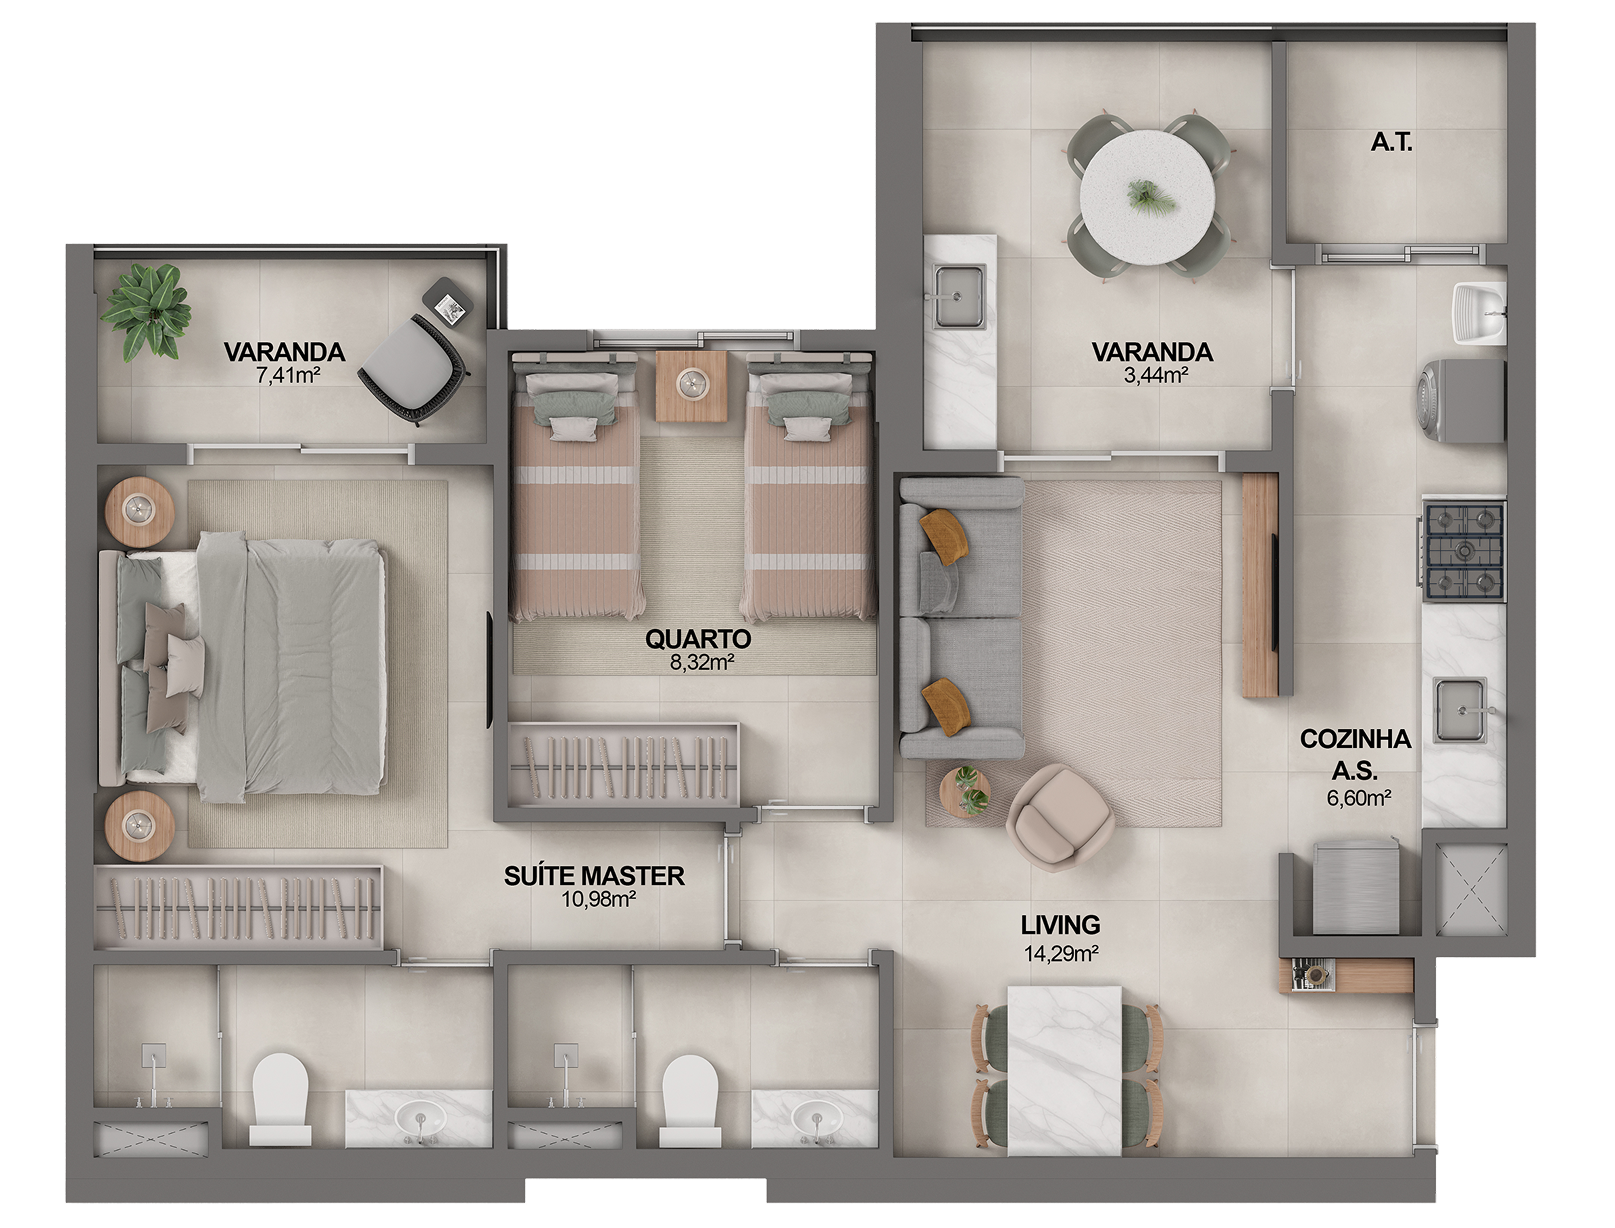 A.T.
VARANDA
7,41m²
VARANDA
3,44m²
QUARTO
8,32m²
COZINHA
A.S.
6,60m²
SUÍTE MASTER
10,98m²
LIVING
14,29m²